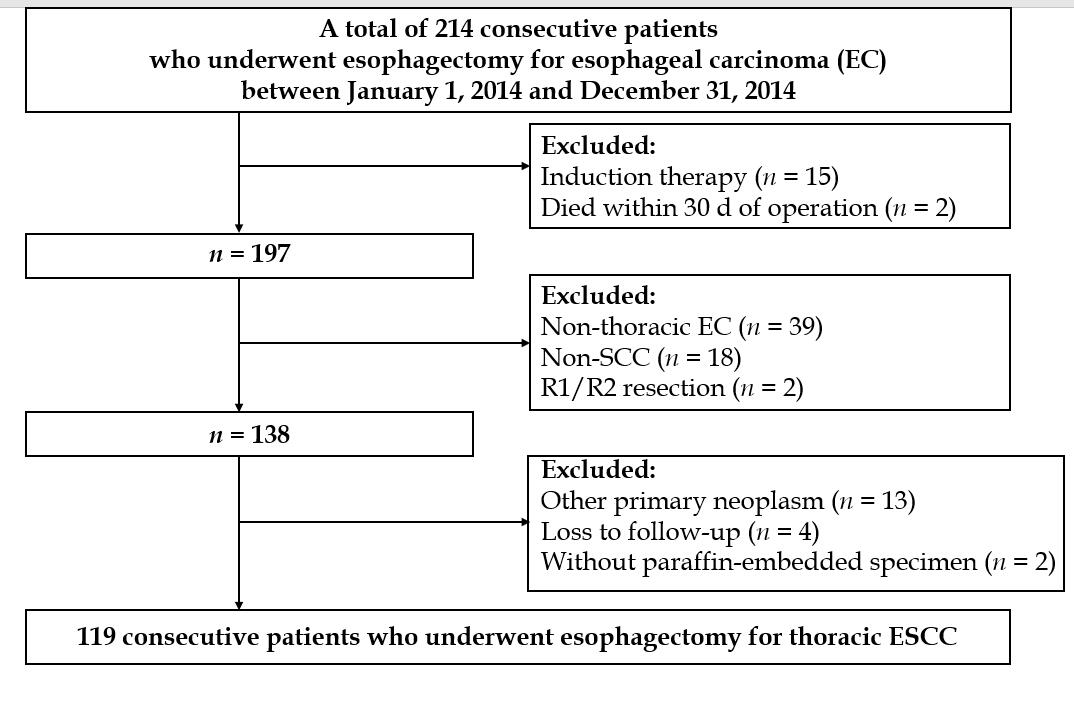 A total of 214 consecutive patients
who underwent esophagectomy for esophageal carcinoma (EC)
between January 1, 2014 and December 31, 2014
Excluded:
Induction therapy (n = 15)
Died within 30 d of operation (n = 2)
n = 197
Excluded:
Non-thoracic EC (n = 39)
Non-SCC (n = 18)
R1/R2 resection (n = 2)
n = 138
Excluded:
Other primary neoplasm (n = 13)
Loss to follow-up (n = 4)
Without paraffin-embedded specimen (n = 2)
119 consecutive patients who underwent esophagectomy for thoracic ESCC